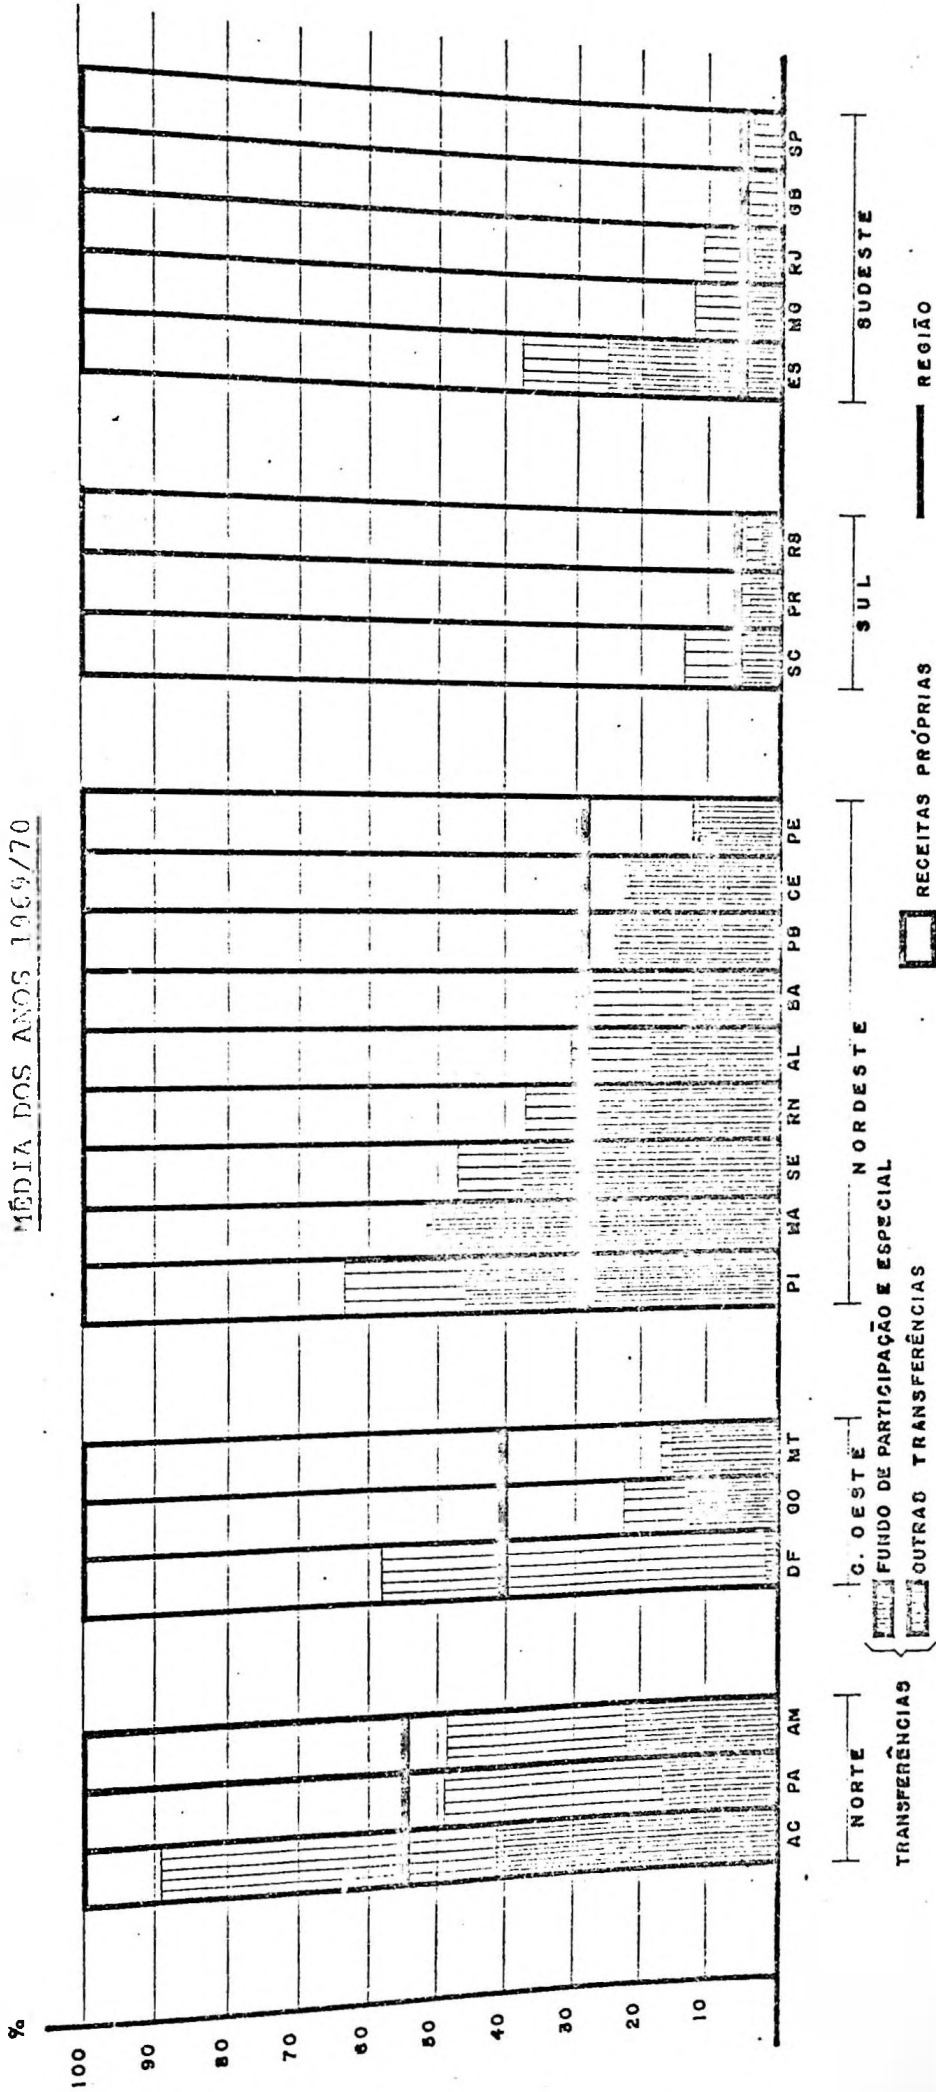 MÉDIA DOS ANOS 1969/70
%
100
90
80
70
60
50
40
30
20
10
AC PA AM
DF GO MT
PI MA SE RN AL BA PB CE PE
SC PR RS
ES MG RJ GB SP
NORTE
C. OESTE
NORDESTE
SUL
SUDESTE
TRANSFERÊNCIAS
FUNDO DE PARTICIPAÇÃO E ESPECIAL
OUTRAS TRANSFERÊNCIAS
RECEITAS PRÓPRIAS
REGIÃO